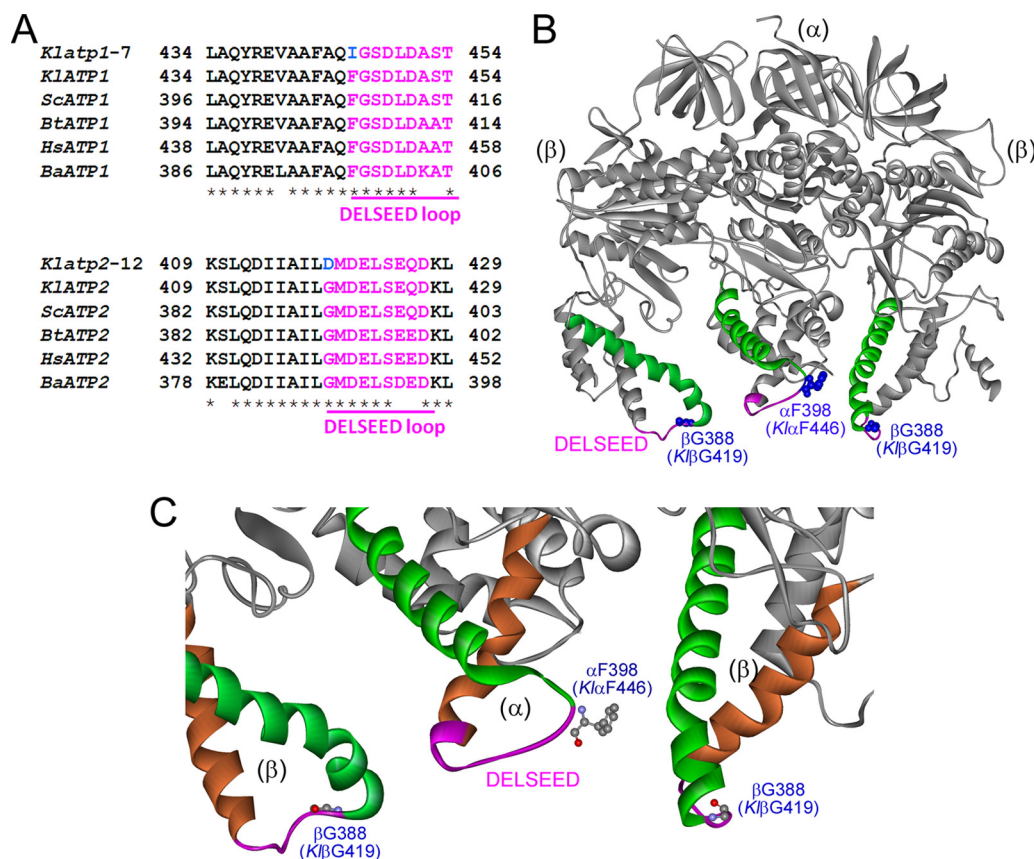 A
Klatp1-7 434 LAQYREVAAFAQIGSDLDAST 454
KlATP1 434 LAQYREVAAFAQFGSDLDAST 454
ScATP1 396 LAQYREVAAFAQFGSDLDAST 416
BtATP1 394 LAQYREVAAFAQFGSDLDAAT 414
HsATP1 438 LAQYREVAAFAQFGSDLDAAT 458
BaATP1 386 LAQYRELAAFAQFGSDLDKAT 406
****** ***********  *
DELSEED loop
Klatp2-12 409 KSLQDIIAILDMDELSEQDKL 429
KlATP2 409 KSLQDIIAILGMDELSEQDKL 429
ScATP2 382 KSLQDIIAILGMDELSEQDKL 403
BtATP2 382 KSLQDIIAILGMDELSEEDKL 402
HsATP2 432 KSLQDIIAILGMDELSEEDKL 452
BaATP2 378 KELQDIIAILGMDELSDEDKL 398
* **************  ***
DELSEED loop
B
(α)
(β)
(β)
αF398
(KlαF446)
βG388
(KlβG419)
βG388
(KlβG419)
DELSEED
C
αF398
(KlαF446)
(α)
(β)
(β)
DELSEED
βG388
(KlβG419)
βG388
(KlβG419)